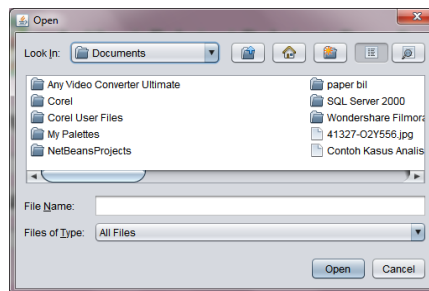 Open
Look In: Documents
Any Video Converter Ultimate
Corel
Corel User Files
My Palettes
NetBeansProjects
paper bil
SQL Server 2000
Wondershare Filmora
41327-O2Y556.jpg
Contoh Kasus Analis
File Name:
Files of Type: All Files
Open Cancel